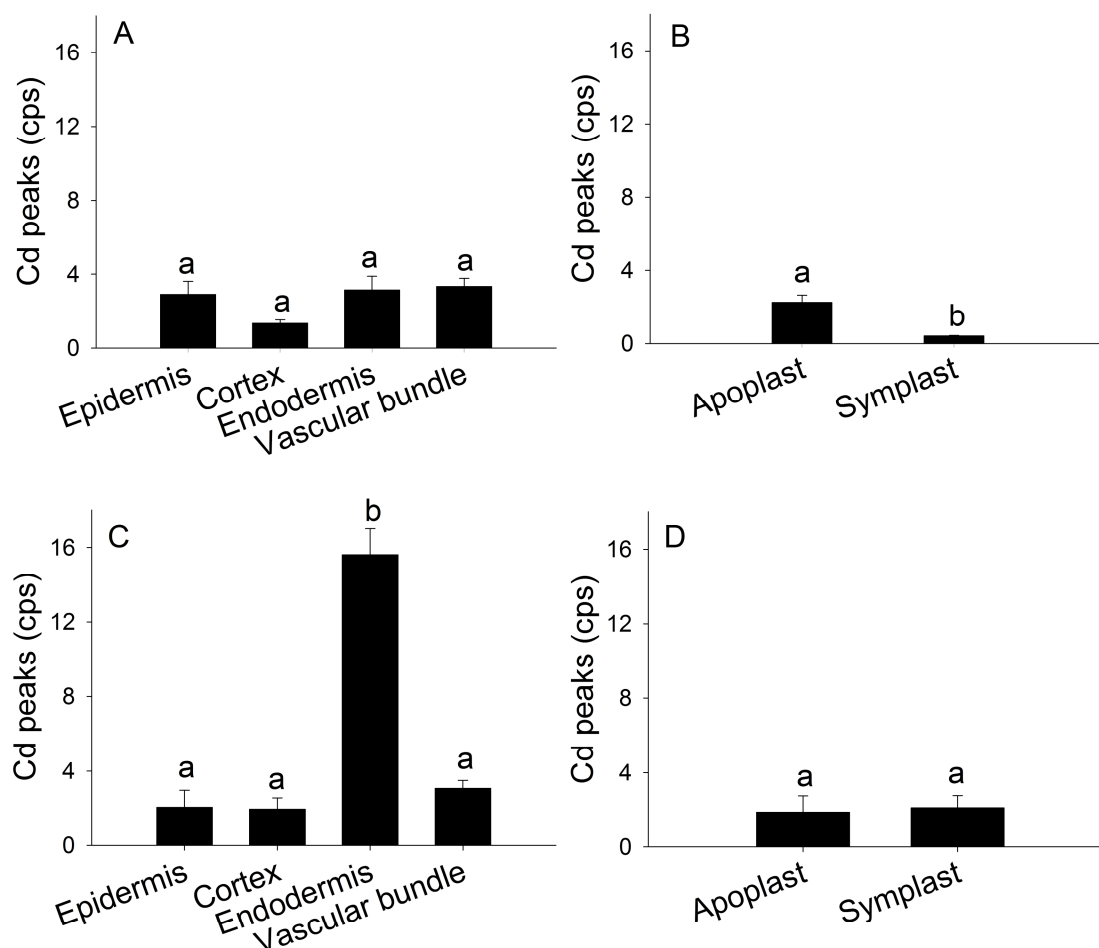 A
Cd peaks (cps)
16
12
8
4
0
a
a
a
a
Epidermis
Cortex
Endodermis
Vascular bundle
B
Cd peaks (cps)
16
12
8
4
0
a
b
Apoplast
Symplast
C
Cd peaks (cps)
16
12
8
4
0
a
a
b
a
Epidermis
Cortex
Endodermis
Vascular bundle
D
Cd peaks (cps)
16
12
8
4
0
a
a
Apoplast
Symplast